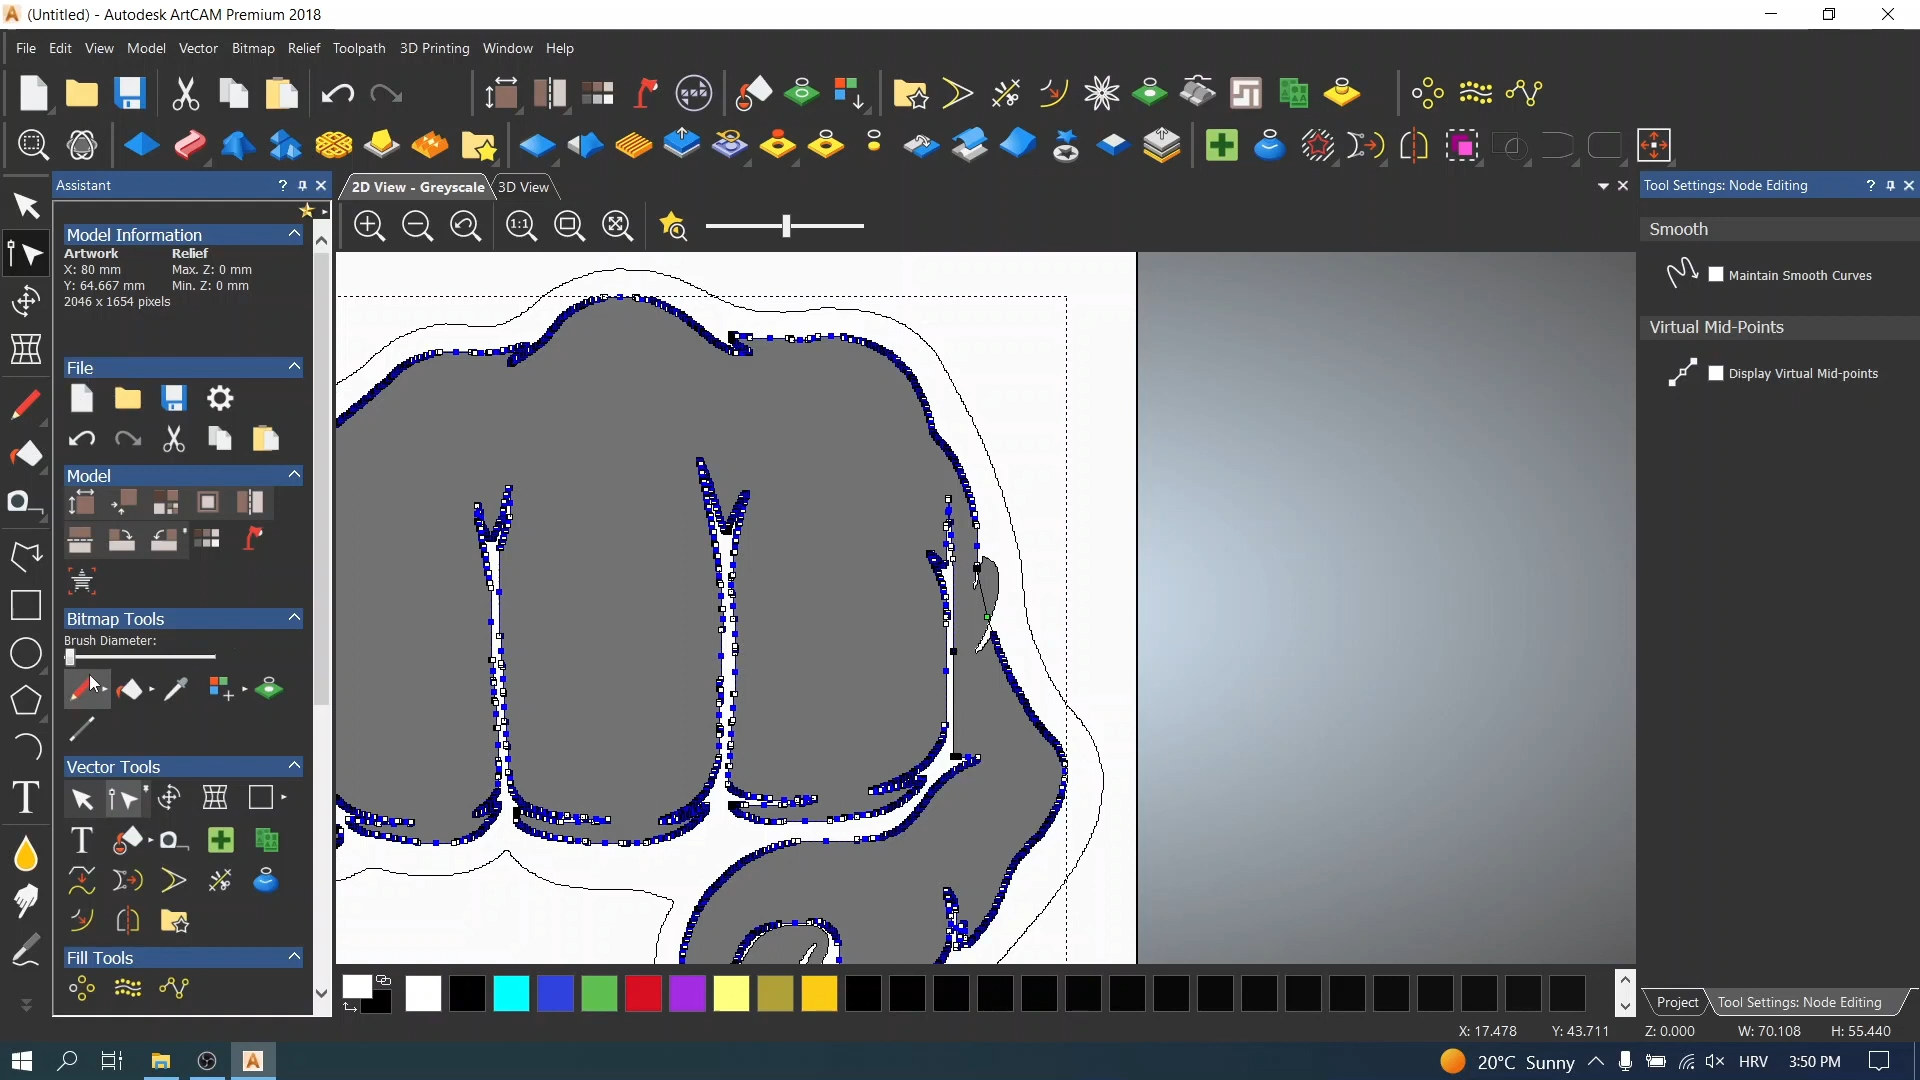 (Untitled) - Autodesk ArtCAM Premium 2018
File Edit View Model Vector Bitmap Relief Toolpath 3D Printing Window Help
Assistant
2D View - Greyscale
3D View
Tool Settings: Node Editing
Model Information
Artwork Relief
X: 80 mm Max. Z: 0 mm
Y: 64.667 mm Min. Z: 0 mm
2046 x 1654 pixels
Smooth
Maintain Smooth Curves
Virtual Mid-Points
Display Virtual Mid-points
File
Model
Bitmap Tools
Brush Diameter:
Vector Tools
T
T
Fill Tools
1:1
Project
Tool Settings: Node Editing
X: 17.478 Y: 43.711 Z: 0.000 W: 70.108 H: 55.440
20°C Sunny
HRV
3:50 PM